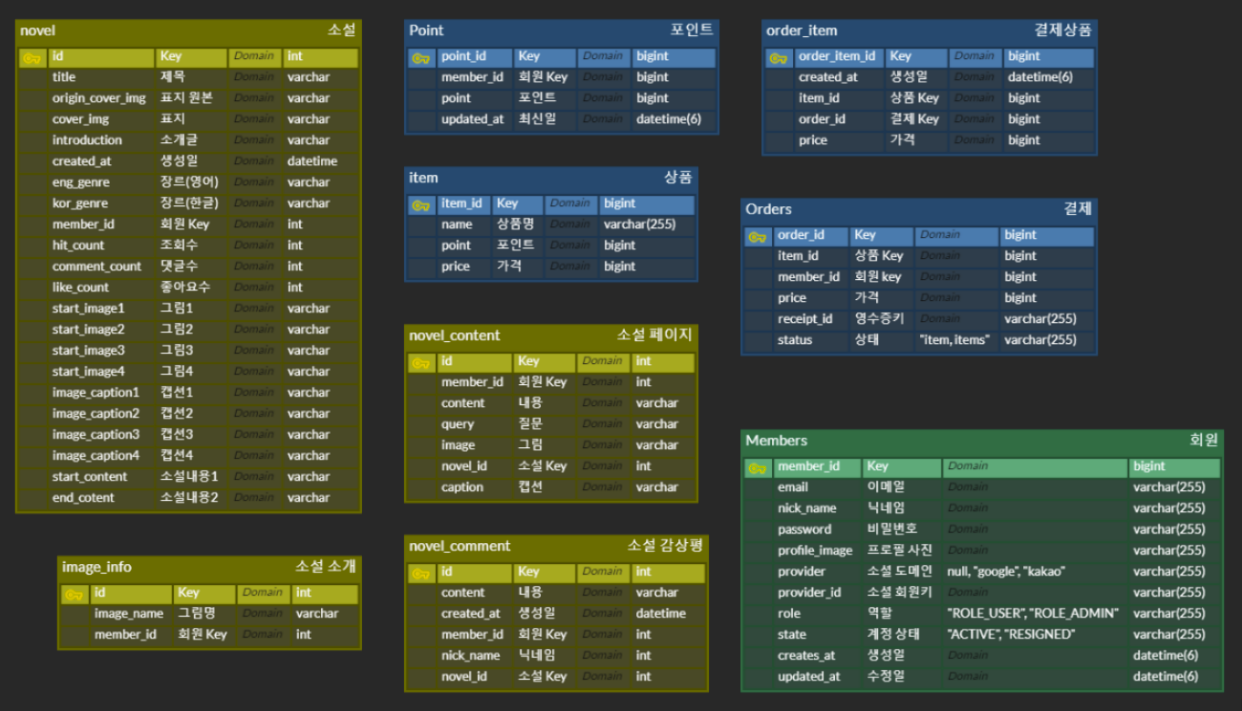 novel 소설
id Key Domain int
title 제목 Domain varchar
origin_cover_img 표지 원본 Domain varchar
cover_img 표지 Domain varchar
introduction 소개글 Domain varchar
created_at 생성일 Domain datetime
eng_genre 장르(영어) Domain varchar
kor_genre 장르(한글) Domain varchar
member_id 회원 Key Domain int
hit_count 조회수 Domain int
comment_count 댓글수 Domain int
like_count 좋아요수 Domain int
start_image1 그림1 Domain varchar
start_image2 그림2 Domain varchar
start_image3 그림3 Domain varchar
start_image4 그림4 Domain varchar
image_caption1 캡션1 Domain varchar
image_caption2 캡션2 Domain varchar
image_caption3 캡션3 Domain varchar
image_caption4 캡션4 Domain varchar
start_content 소설내용1 Domain varchar
end_cotent 소설내용2 Domain varchar
image_info 소설 소개
id Key Domain int
image_name 그림명 Domain varchar
member_id 회원 Key Domain int
Point 포인트
point_id Key Domain bigint
member_id 회원 Key Domain bigint
point 포인트 Domain bigint
updated_at 최신일 Domain datetime(6)
item 상품
item_id Key Domain bigint
name 상품명 Domain varchar(255)
point 포인트 Domain bigint
price 가격 Domain bigint
novel_content 소설 페이지
id Key Domain int
member_id 회원 Key Domain int
content 내용 Domain varchar
query 질문 Domain varchar
image 그림 Domain varchar
novel_id 소설 Key Domain int
caption 캡션 Domain varchar
novel_comment 소설 감상평
id Key Domain int
content 내용 Domain varchar
created_at 생성일 Domain datetime
member_id 회원 Key Domain int
nick_name 닉네임 Domain int
novel_id 소설 Key Domain int
order_item 결제상품
order_item_id Key Domain bigint
created_at 생성일 Domain datetime(6)
item_id 상품 Key Domain bigint
order_id 결제 Key Domain bigint
price 가격 Domain bigint
Orders 결제
order_id Key Domain bigint
item_id 상품 Key Domain bigint
member_id 회원 key Domain bigint
price 가격 Domain bigint
receipt_id 영수증키 Domain varchar(255)
status 상태 "item, items" varchar(255)
Members 회원
member_id Key Domain bigint
email 이메일 Domain varchar(255)
nick_name 닉네임 Domain varchar(255)
password 비밀번호 Domain varchar(255)
profile_image 프로필 사진 Domain varchar(255)
provider 소셜 도메인 null, "google", "kakao" varchar(255)
provider_id 소셜 회원키 Domain varchar(255)
role 역할 "ROLE_USER", "ROLE_ADMIN" varchar(255)
state 계정 상태 "ACTIVE", "RESIGNED" varchar(255)
creates_at 생성일 Domain datetime(6)
updated_at 수정일 Domain datetime(6)